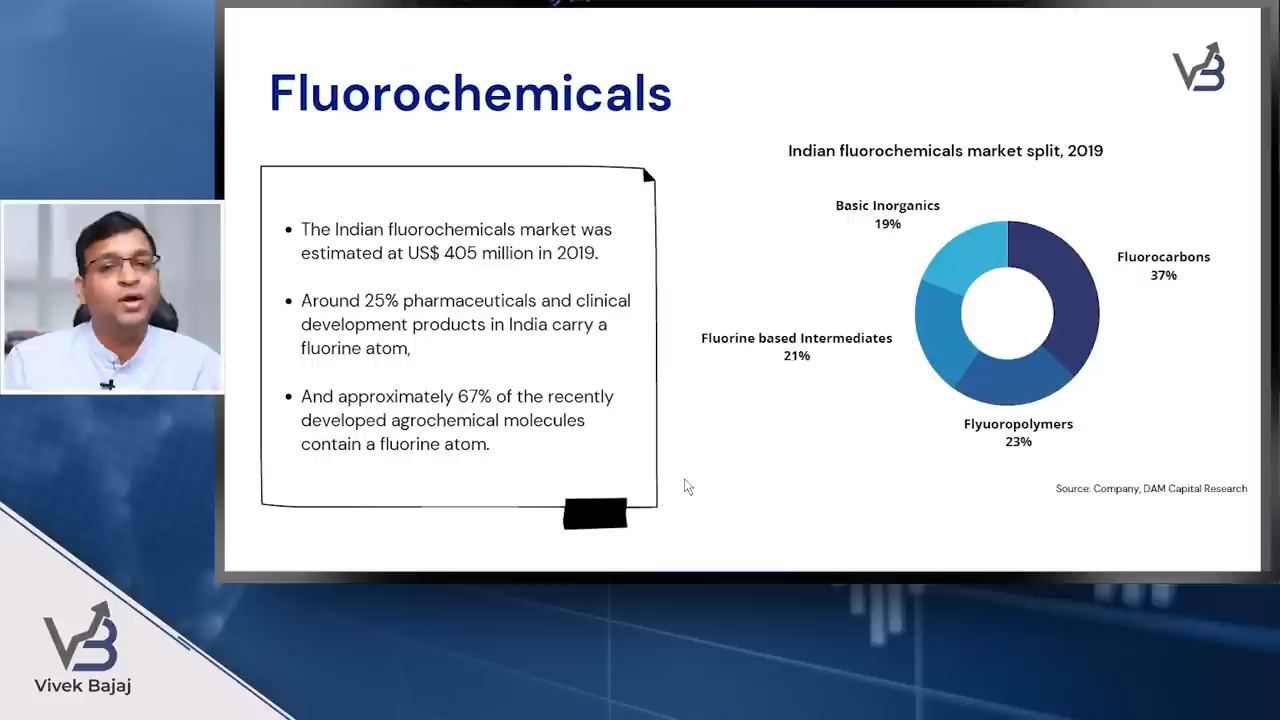 Fluorochemicals
VB
• The Indian fluorochemicals market was
estimated at US$ 405 million in 2019.
• Around 25% pharmaceuticals and clinical
development products in India carry a
fluorine atom,
• And approximately 67% of the recently
developed agrochemical molecules
contain a fluorine atom.
Indian fluorochemicals market split, 2019
Basic Inorganics
19%
Fluorocarbons
37%
Fluorine based Intermediates
21%
Flyuoropolymers
23%
Source: Company, DAM Capital Research
VB
Vivek Bajaj